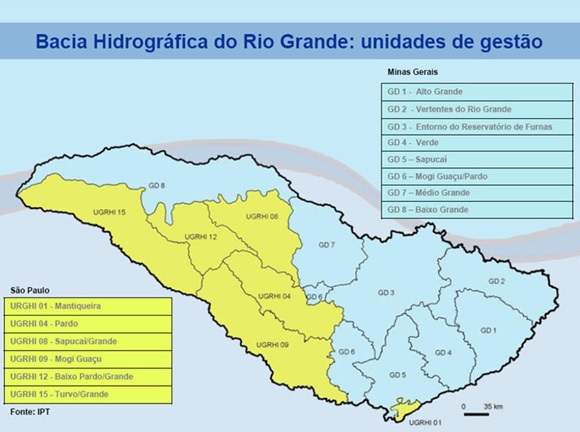 Bacia Hidrográfica do Rio Grande: unidades de gestão
Minas Gerais
GD 1 - Alto Grande
GD 2 - Vertentes do Rio Grande
GD 3 - Entorno do Reservatório de Furnas
GD 4 - Verde
GD 5 - Sapucaí
GD 6 – Mogi Guaçu/Pardo
GD 7 – Médio Grande
GD 8 – Baixo Grande
GD 8
UGRHI 15
UGRHI 12
UGRHI 08
GD 7
GD 2
UGRHI 04
GD 6
GD 3
GD 1
UGRHI 09
GD 6
GD 4
GD 5
UGRHI 01
0 35 km
São Paulo
URGHI 01 - Mantiqueira
UGRHI 04 - Pardo
UGRHI 08 - Sapucaí/Grande
UGRHI 09 - Mogi Guaçu
UGRHI 12 - Baixo Pardo/Grande
UGRHI 15 - Turvo/Grande
Fonte: IPT